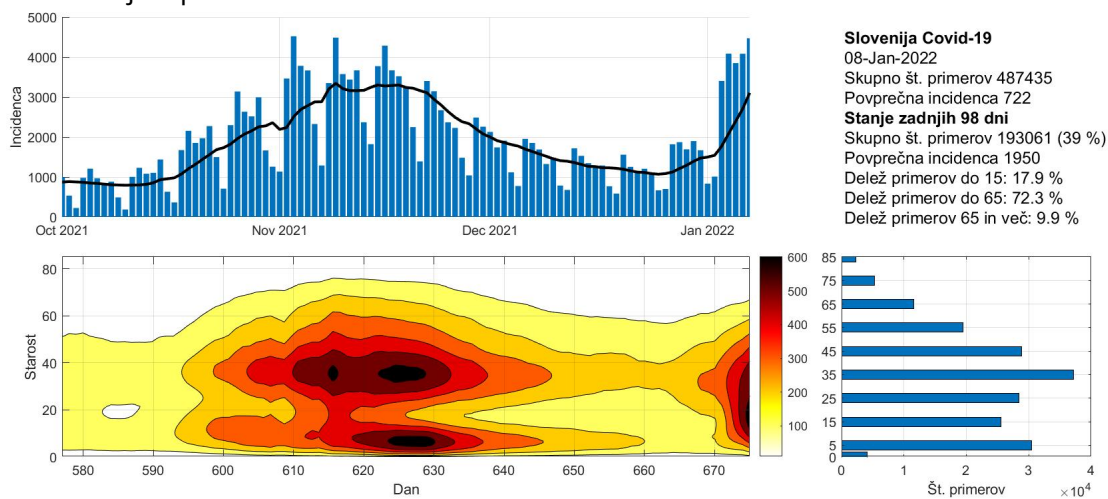 5000
4000
3000
2000
1000
0
Incidenca
Oct 2021 Nov 2021 Dec 2021 Jan 2022
Slovenija Covid-19
08-Jan-2022
Skupno št. primerov 487435
Povprečna incidenca 722
Stanje zadnjih 98 dni
Skupno št. primerov 193061 (39 %)
Povprečna incidenca 1950
Delež primerov do 15: 17.9 %
Delež primerov do 65: 72.3 %
Delež primerov 65 in več: 9.9 %
80
60
40
20
0
Starost
580 590 600 610 620 630 640 650 660 670
Dan
600
500
400
300
200
100
85
75
65
55
45
35
25
15
5
0
0 1 2 3 4
Št. primerov
×10^4